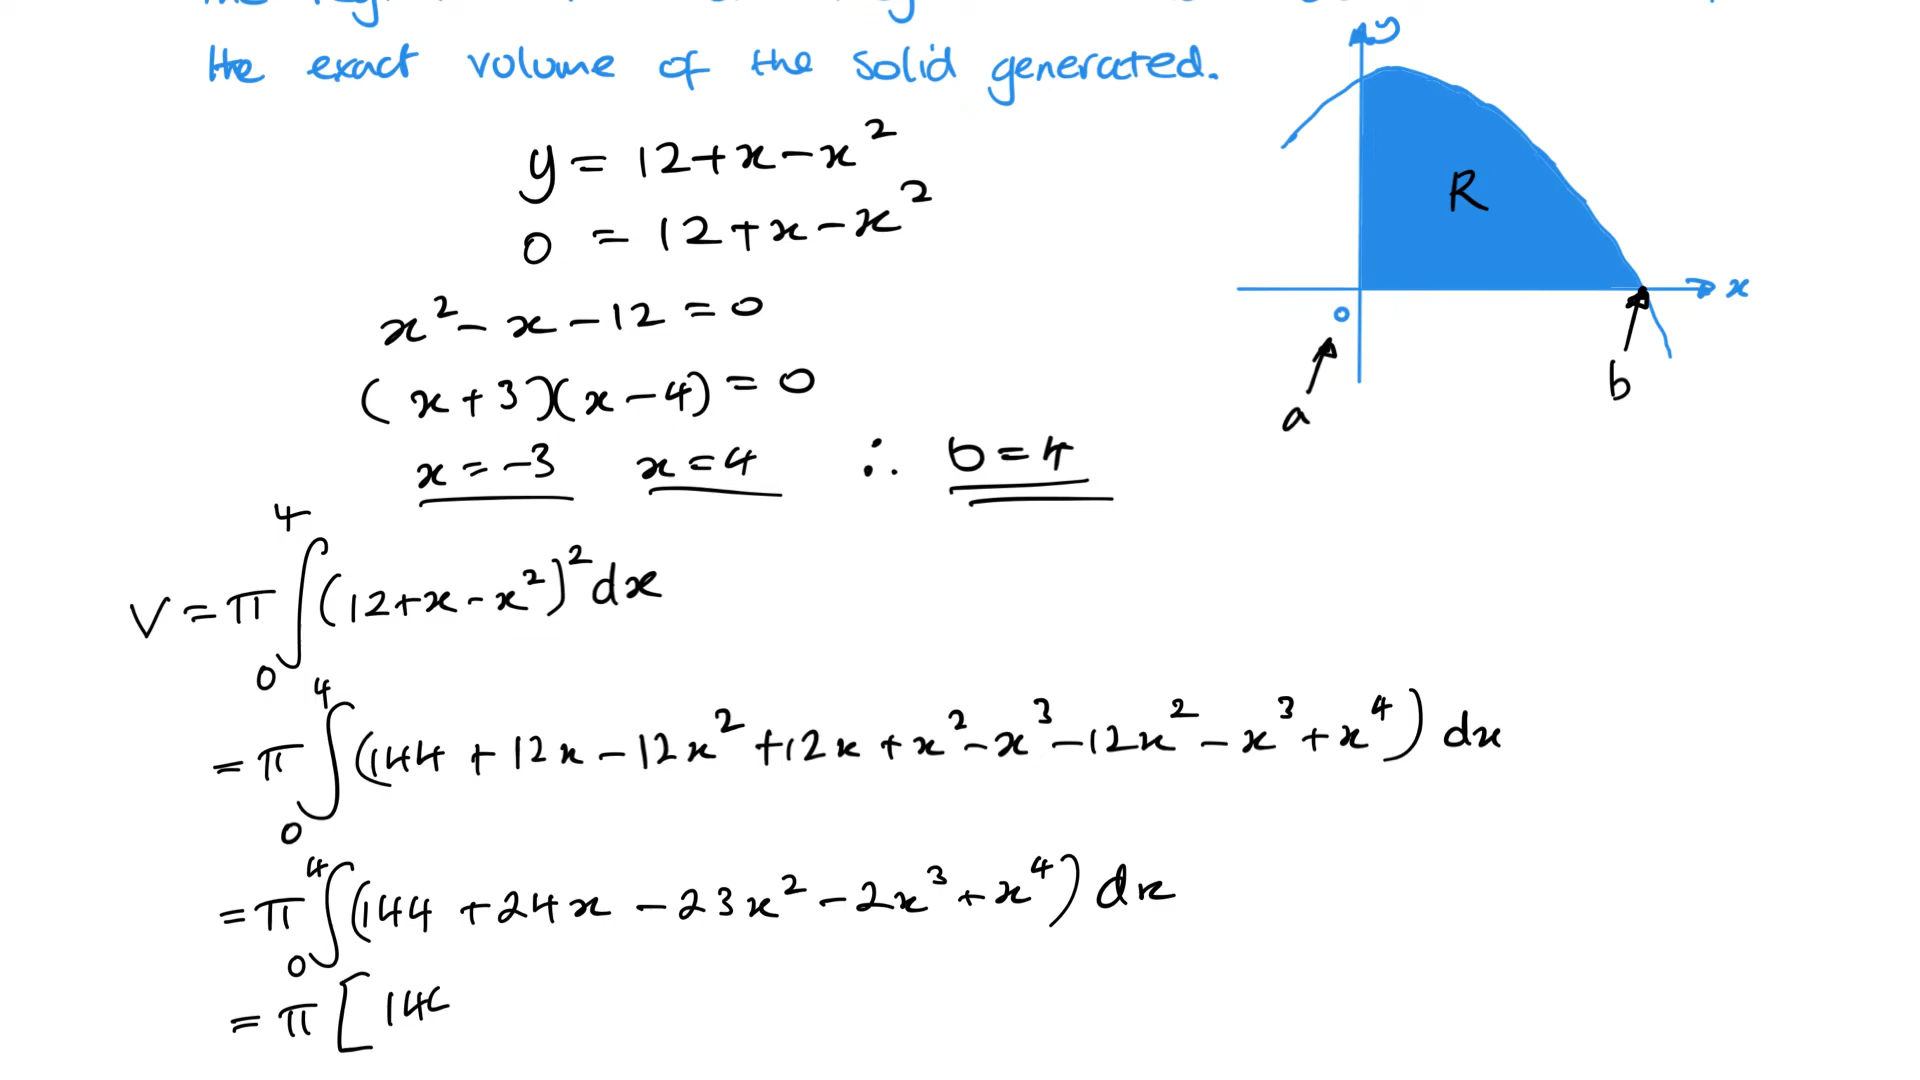 the exact volume of the solid generated.
y = 12+x-x²
0 = 12+x-x²
x² - x - 12 = 0
(x+3)(x-4) = 0
x = -3 x = 4 ∴ b = 4
V = π ∫₀⁴ (12+x-x²)² dx
= π ∫₀⁴ (144 + 12x - 12x² + 12x + x² - x³ - 12x² - x³ + x⁴) dx
= π ∫₀⁴ (144 + 24x - 23x² - 2x³ + x⁴) dx
= π [ 14
y
R
x
0
a
b